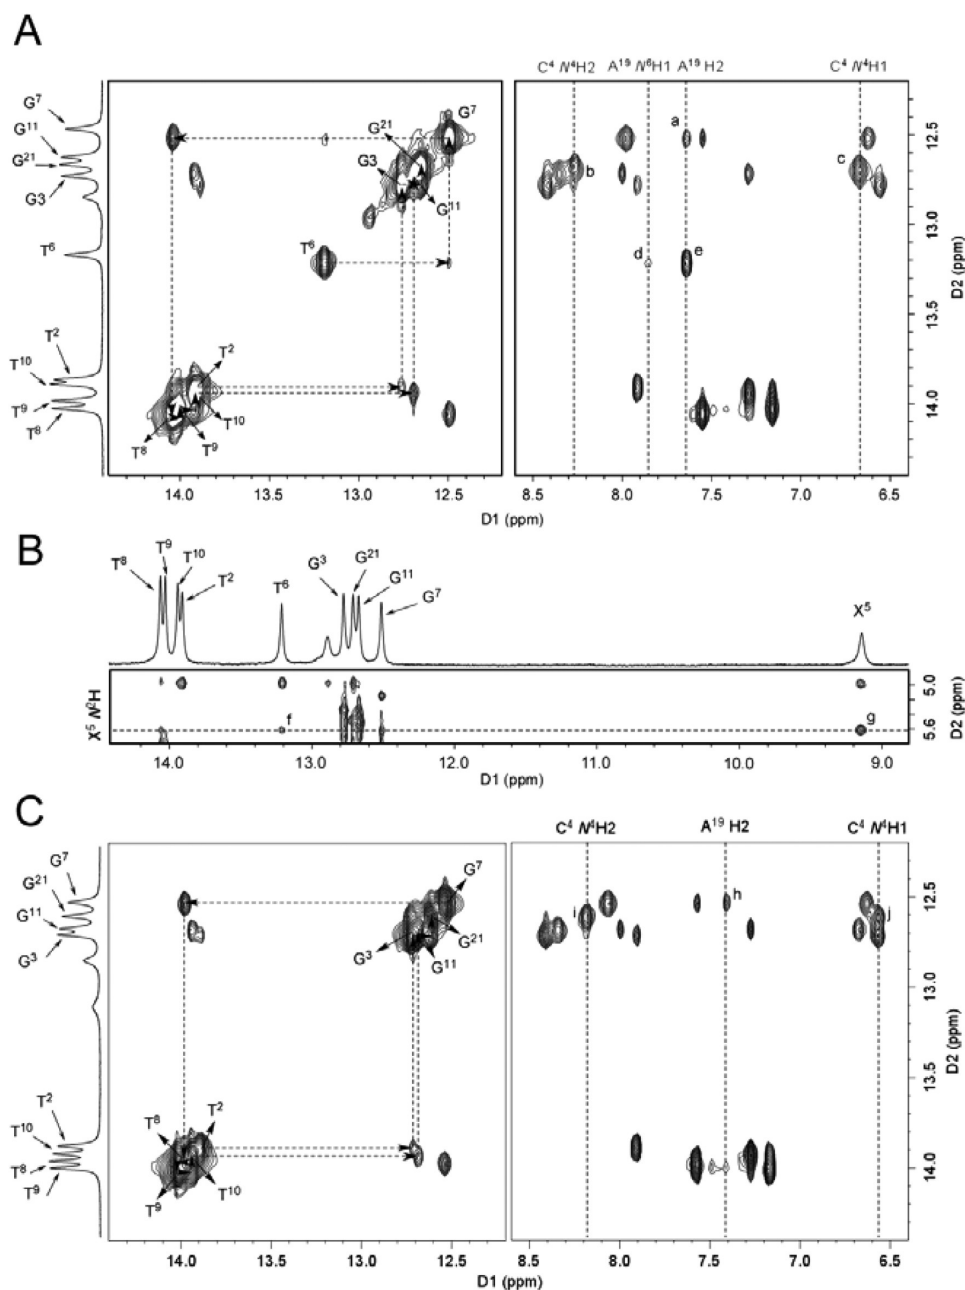 A
C⁴ N⁴H2 A¹⁹ N⁶H1 A¹⁹ H2 C⁴ N⁴H1
G⁷
G¹¹
G²¹
G3
T⁶
T²
T¹⁰
T⁹
T⁸
G⁷
G²¹
G3
G¹¹
T⁶
T²
T¹⁰
T⁸ T⁹
a
b
c
d
e
12.5
13.0
13.5
14.0
D2 (ppm)
14.0 13.5 13.0 12.5
D1 (ppm)
8.5 8.0 7.5 7.0 6.5
D1 (ppm)
B
T⁸ T⁹ T¹⁰ T² T⁶ G³ G²¹ G¹¹ G⁷ X⁵
X⁵ N²H
f
g
5.0
5.6
D2 (ppm)
14.0 13.0 12.0 11.0 10.0 9.0
D1 (ppm)
C
C⁴ N⁴H2 A¹⁹ H2 C⁴ N⁴H1
G⁷
G²¹
G¹¹
G³
T²
T¹⁰
T⁸
T⁹
G⁷
G³
G²¹
G¹¹
T⁸
T²
T⁹
T¹⁰
h
i
j
12.5
13.0
13.5
14.0
D2 (ppm)
14.0 13.5 13.0 12.5
D1 (ppm)
8.5 8.0 7.5 7.0 6.5
D1 (ppm)